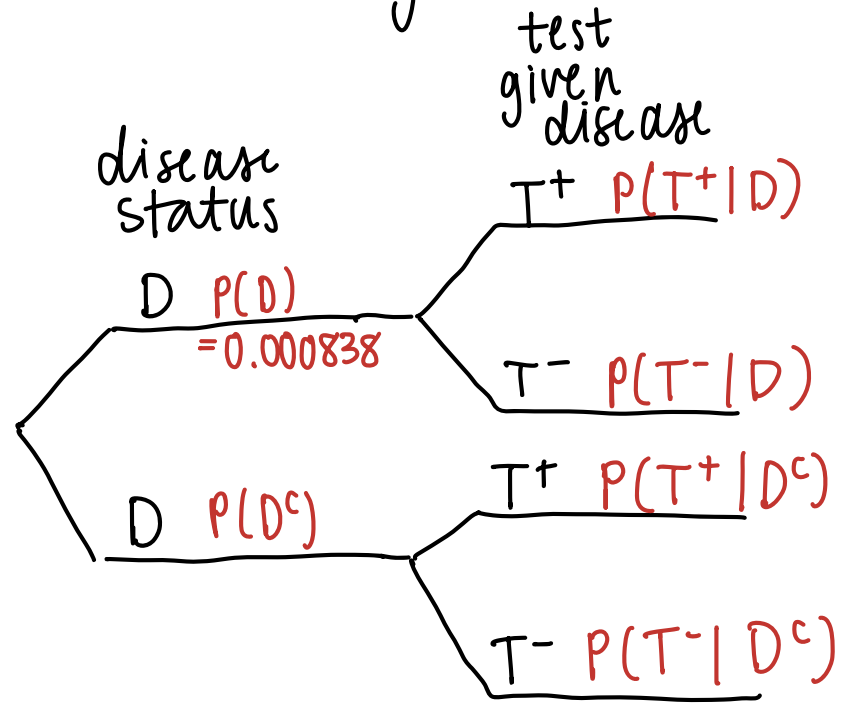 test
given
disease
disease
status
T+ P(T+|D)
D P(D)
=0.000838
T- P(T-|D)
T+ P(T+|Dᶜ)
D P(Dᶜ)
T- P(T-|Dᶜ)